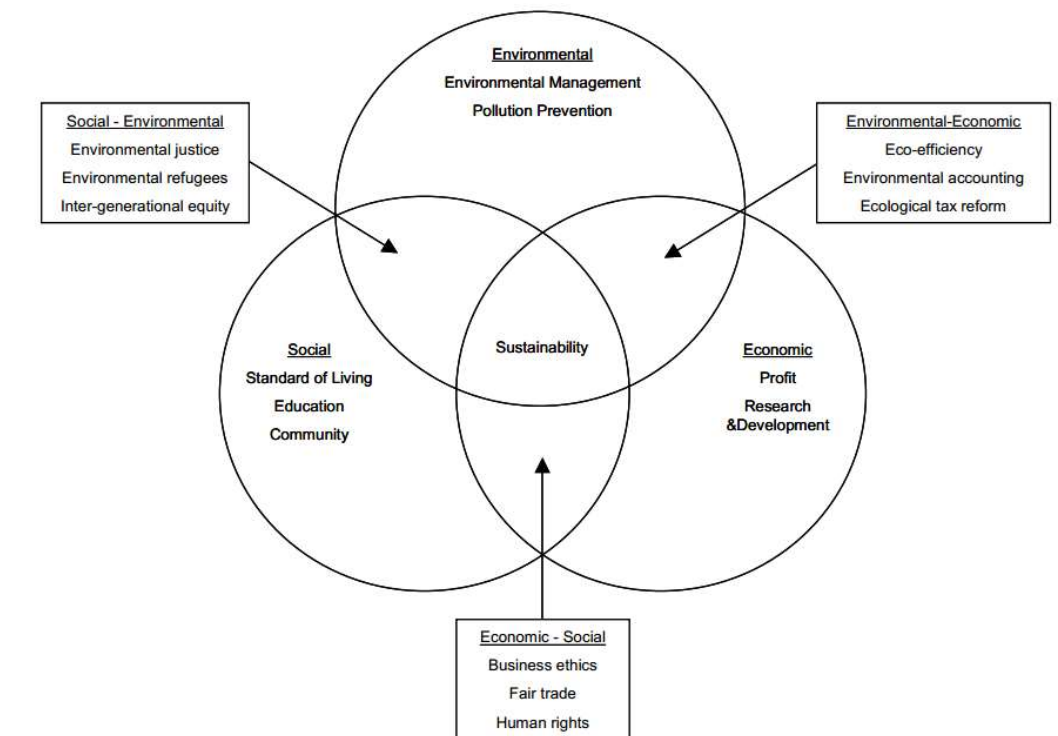 Environmental
Environmental Management
Pollution Prevention
Social - Environmental
Environmental justice
Environmental refugees
Inter-generational equity
Environmental-Economic
Eco-efficiency
Environmental accounting
Ecological tax reform
Social
Standard of Living
Education
Community
Sustainability
Economic
Profit
Research
&Development
Economic - Social
Business ethics
Fair trade
Human rights